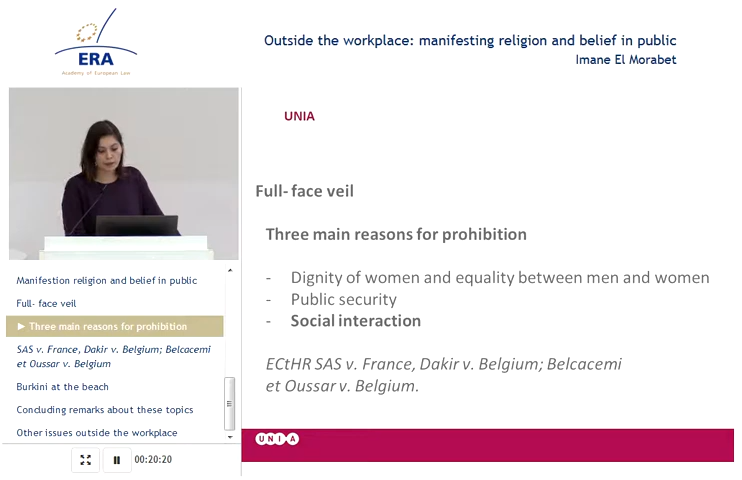 ERA
Academy of European Law
Outside the workplace: manifesting religion and belief in public
Imane El Morabet
UNIA
Full- face veil
Three main reasons for prohibition
- Dignity of women and equality between men and women
- Public security
- Social interaction
ECtHR SAS v. France, Dakir v. Belgium; Belcacemi
et Oussar v. Belgium.
UNIA
Manifestion religion and belief in public
Full- face veil
► Three main reasons for prohibition
SAS v. France, Dakir v. Belgium; Belcacemi
et Oussar v. Belgium
Burkini at the beach
Concluding remarks about these topics
Other issues outside the workplace
00:20:20